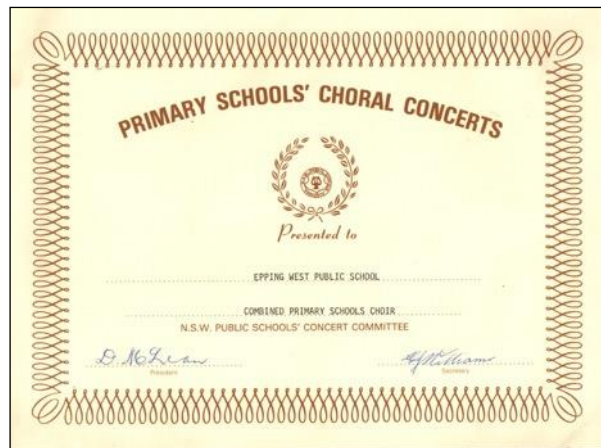 PRIMARY SCHOOLS' CHORAL CONCERTS
Presented to
EPPING WEST PUBLIC SCHOOL
COMBINED PRIMARY SCHOOLS CHOIR
N.S.W. PUBLIC SCHOOLS' CONCERT COMMITTEE
D McLean
President
Secretary